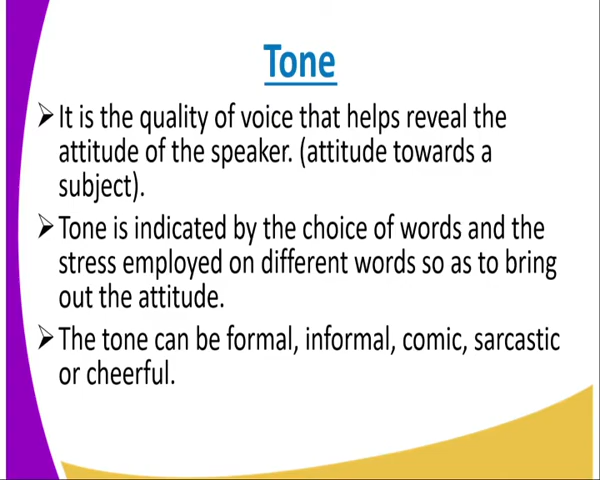 Tone
➢It is the quality of voice that helps reveal the
attitude of the speaker. (attitude towards a
subject).
➢Tone is indicated by the choice of words and the
stress employed on different words so as to bring
out the attitude.
➢The tone can be formal, informal, comic, sarcastic
or cheerful.